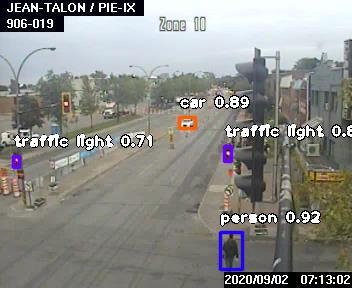 JEAN-TALON / PIE-IX
906-019
Zone 10
car 0.89
traffic light 0.71
traffic light 0.8
person 0.92
2020/09/02 07:13:02